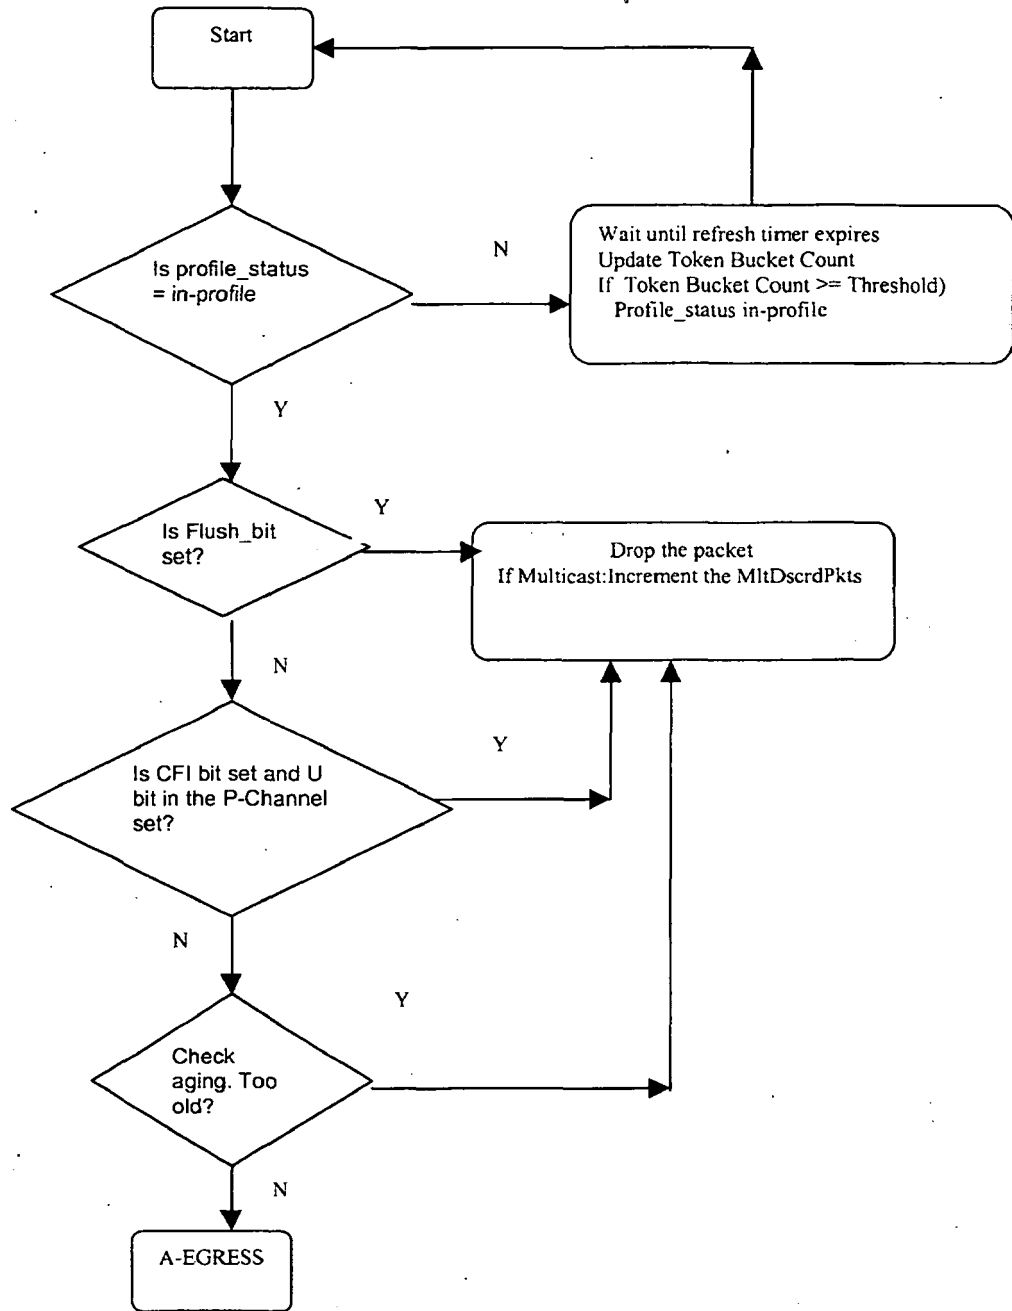 Start
Is profile_status
= in-profile
N
Wait until refresh timer expires
Update Token Bucket Count
If Token Bucket Count >= Threshold)
Profile_status in-profile
Y
Is Flush_bit
set?
Y
Drop the packet
If Multicast:Increment the MltDscrdPkts
N
Is CFI bit set and U
bit in the P-Channel
set?
Y
N
Check
aging. Too
old?
Y
N
A-EGRESS